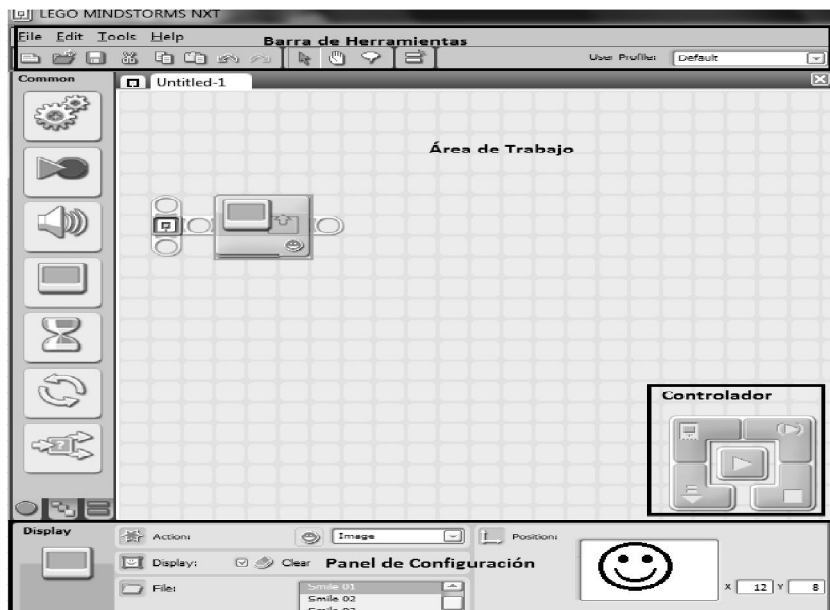 LEGO MINDSTORMS NXT
File Edit Tools Help
Barra de Herramientas
User Profile: Default
Common
Untitled-1
Área de Trabajo
Controlador
Display
Action: Image
Position:
Display: Clear
Panel de Configuración
File: Smile 01
Smile 02
X 12 Y 8